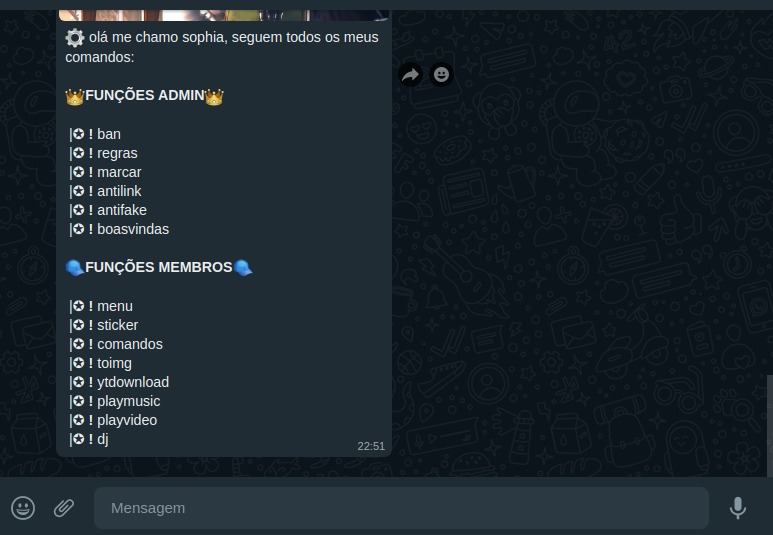 ⚙️ olá me chamo sophia, seguem todos os meus
comandos:
👑FUNÇÕES ADMIN👑
|✪ ! ban
|✪ ! regras
|✪ ! marcar
|✪ ! antilink
|✪ ! antifake
|✪ ! boasvindas
🧢FUNÇÕES MEMBROS🧢
|✪ ! menu
|✪ ! sticker
|✪ ! comandos
|✪ ! toimg
|✪ ! ytdownload
|✪ ! playmusic
|✪ ! playvideo
|✪ ! dj
22:51
Mensagem